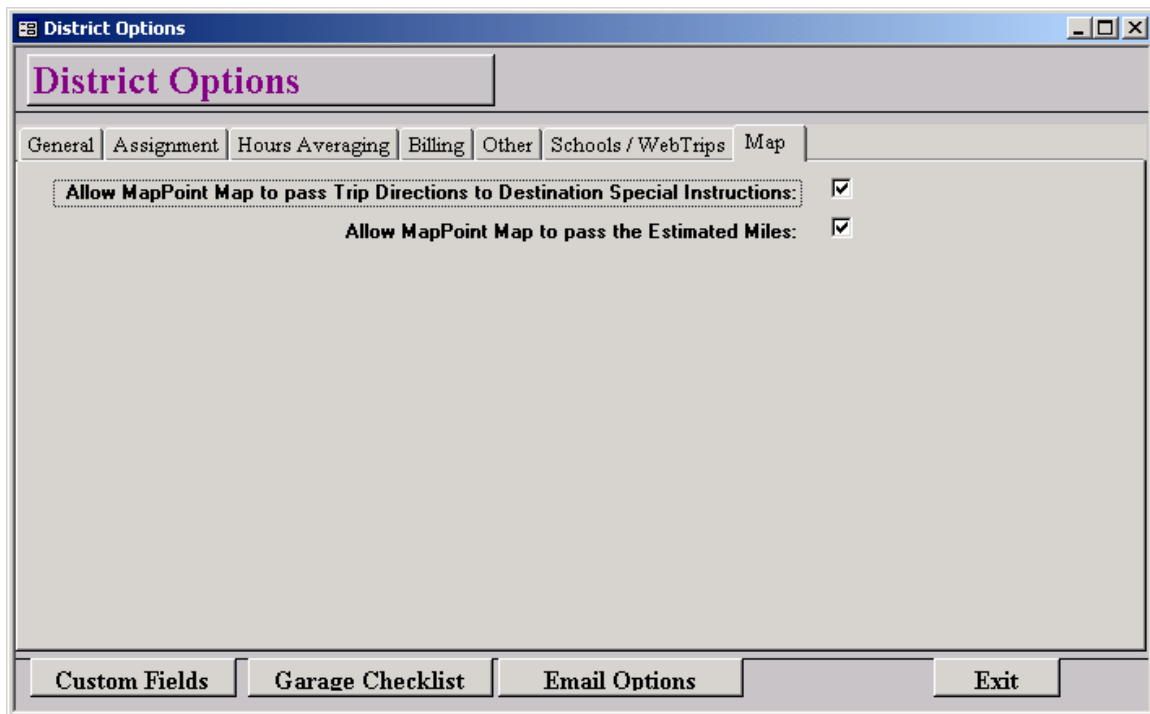 District Options
District Options
General Assignment Hours Averaging Billing Other Schools / WebTrips Map
Allow MapPoint Map to pass Trip Directions to Destination Special Instructions:
Allow MapPoint Map to pass the Estimated Miles:
Custom Fields Garage Checklist Email Options Exit